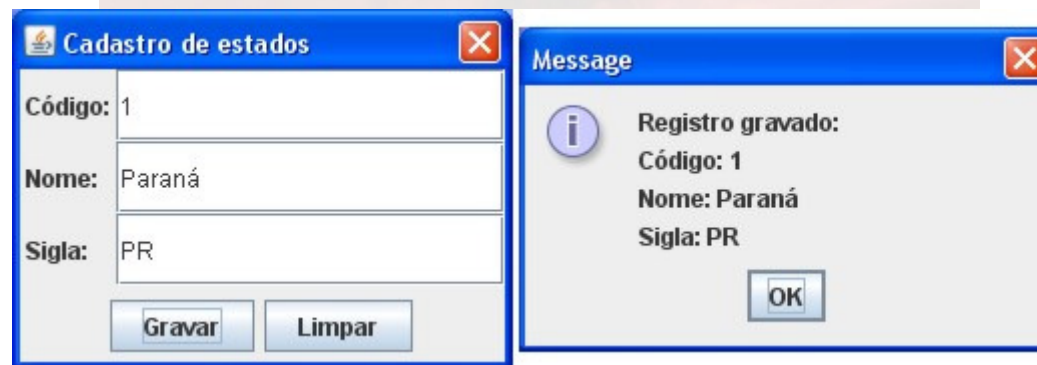 Cadastro de estados
Código: 1
Nome: Paraná
Sigla: PR
Gravar Limpar
Message
Registro gravado:
Código: 1
Nome: Paraná
Sigla: PR
OK